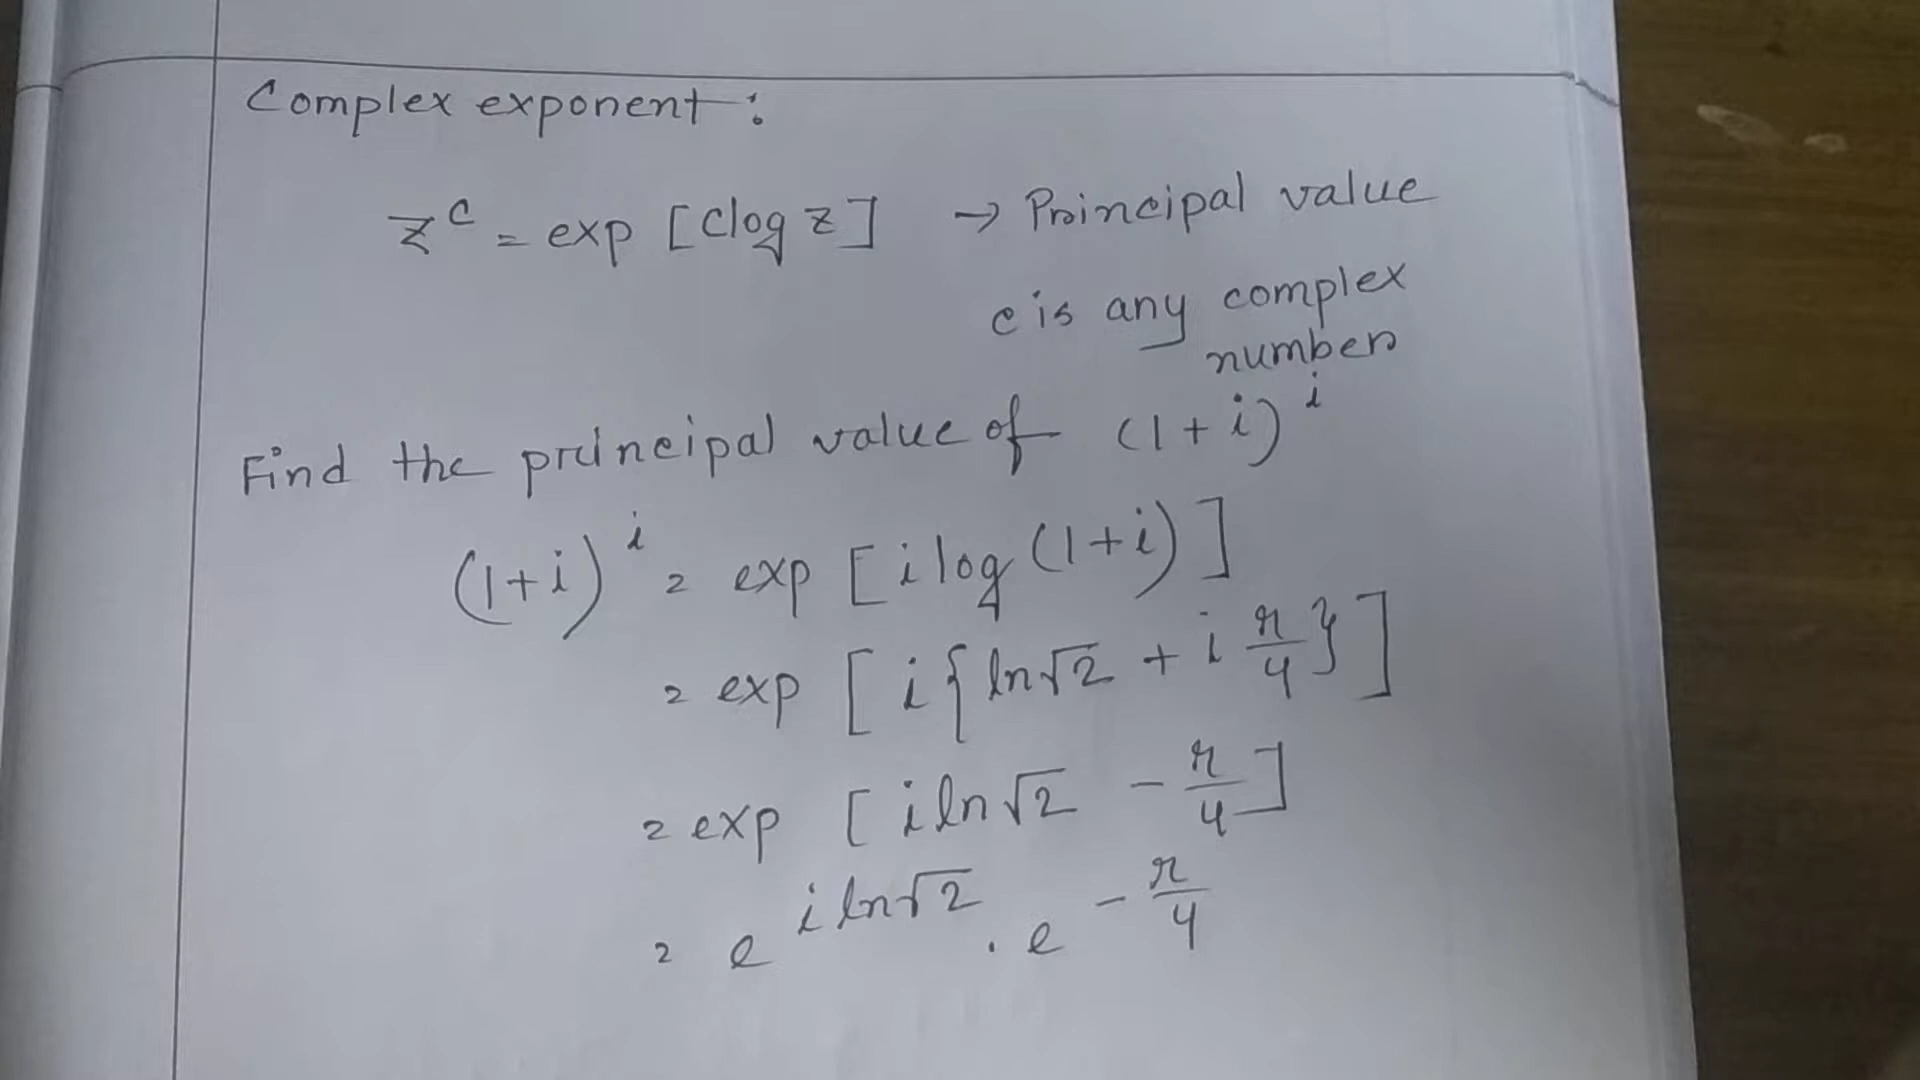 Complex exponent:
z^c = exp [c log z] → Principal value
c is any complex
number
Find the principal value of (1+i)^i
(1+i)^i = exp [i log (1+i)]
= exp [i{ln√2 + i π/4}]
= exp [i ln√2 - π/4]
= e^{i ln√2} . e^{-π/4}